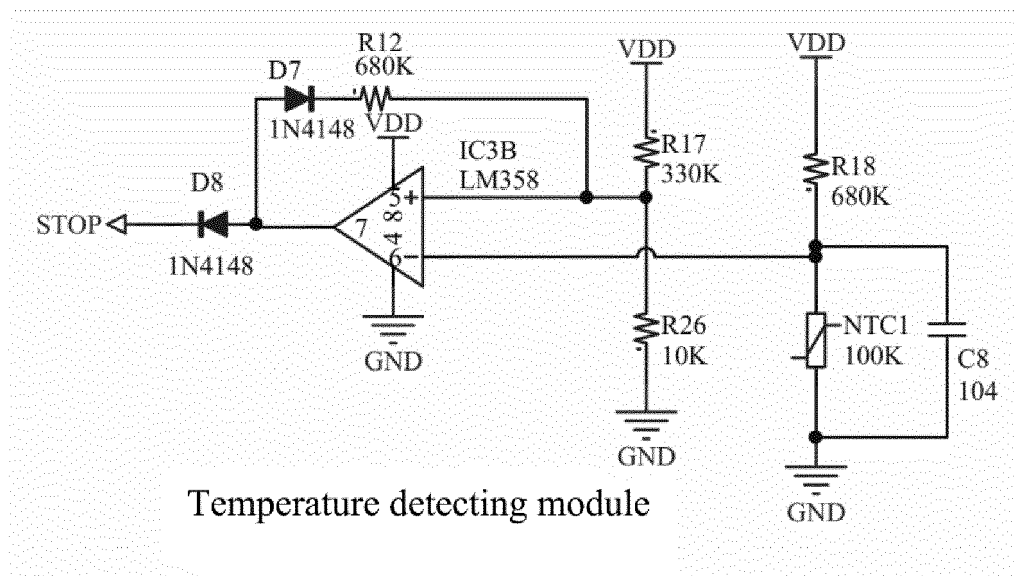 R12
680K
D7
1N4148
VDD
VDD
VDD
IC3B
LM358
R17
330K
R18
680K
D8
STOP
1N4148
5+
7
8
4
6−
GND
R26
10K
GND
NTC1
100K
C8
104
GND
Temperature detecting module